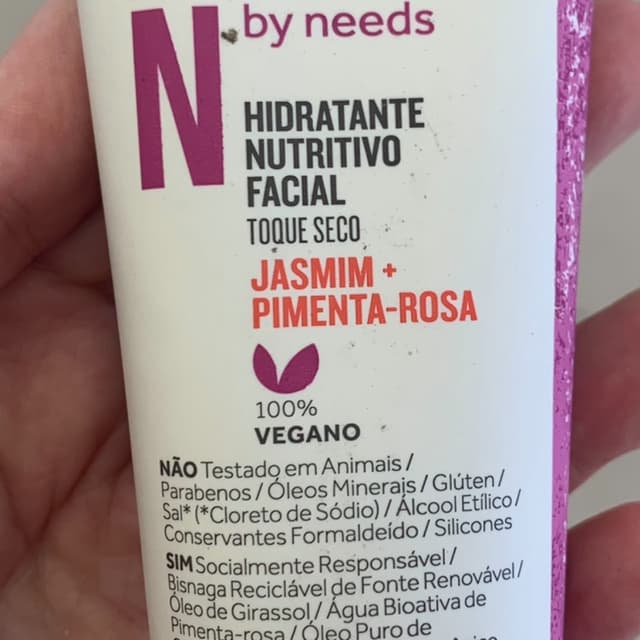 N by needs
HIDRATANTE
NUTRITIVO
FACIAL
TOQUE SECO
JASMIM +
PIMENTA-ROSA
100%
VEGANO
NÃO Testado em Animais /
Parabenos / Óleos Minerais / Glúten /
Sal* (*Cloreto de Sódio) / Álcool Etílico /
Conservantes Formaldeído / Silicones
SIM Socialmente Responsável /
Bisnaga Reciclável de Fonte Renovável /
Óleo de Girassol / Água Bioativa de
Pimenta-rosa / Óleo Puro de